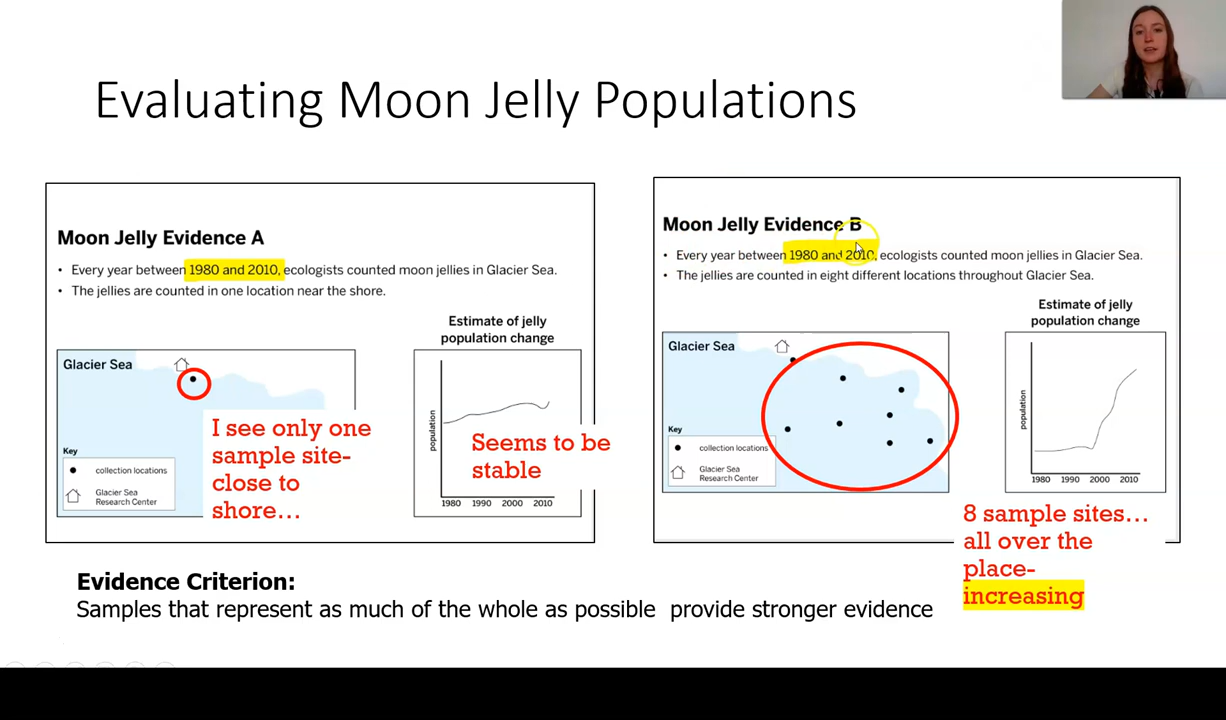 Evaluating Moon Jelly Populations
Moon Jelly Evidence A
• Every year between 1980 and 2010, ecologists counted moon jellies in Glacier Sea.
• The jellies are counted in one location near the shore.
Estimate of jelly
population change
Glacier Sea
Key
collection locations
Glacier Sea
Research Center
I see only one
sample site-
close to
shore...
population
Seems to be
stable
1980 1990 2000 2010
Moon Jelly Evidence B
• Every year between 1980 and 2010, ecologists counted moon jellies in Glacier Sea.
• The jellies are counted in eight different locations throughout Glacier Sea.
Estimate of jelly
population change
Glacier Sea
Key
collection locations
Glacier Sea
Research Center
population
1980 1990 2000 2010
8 sample sites...
all over the
place-
increasing
Evidence Criterion:
Samples that represent as much of the whole as possible provide stronger evidence